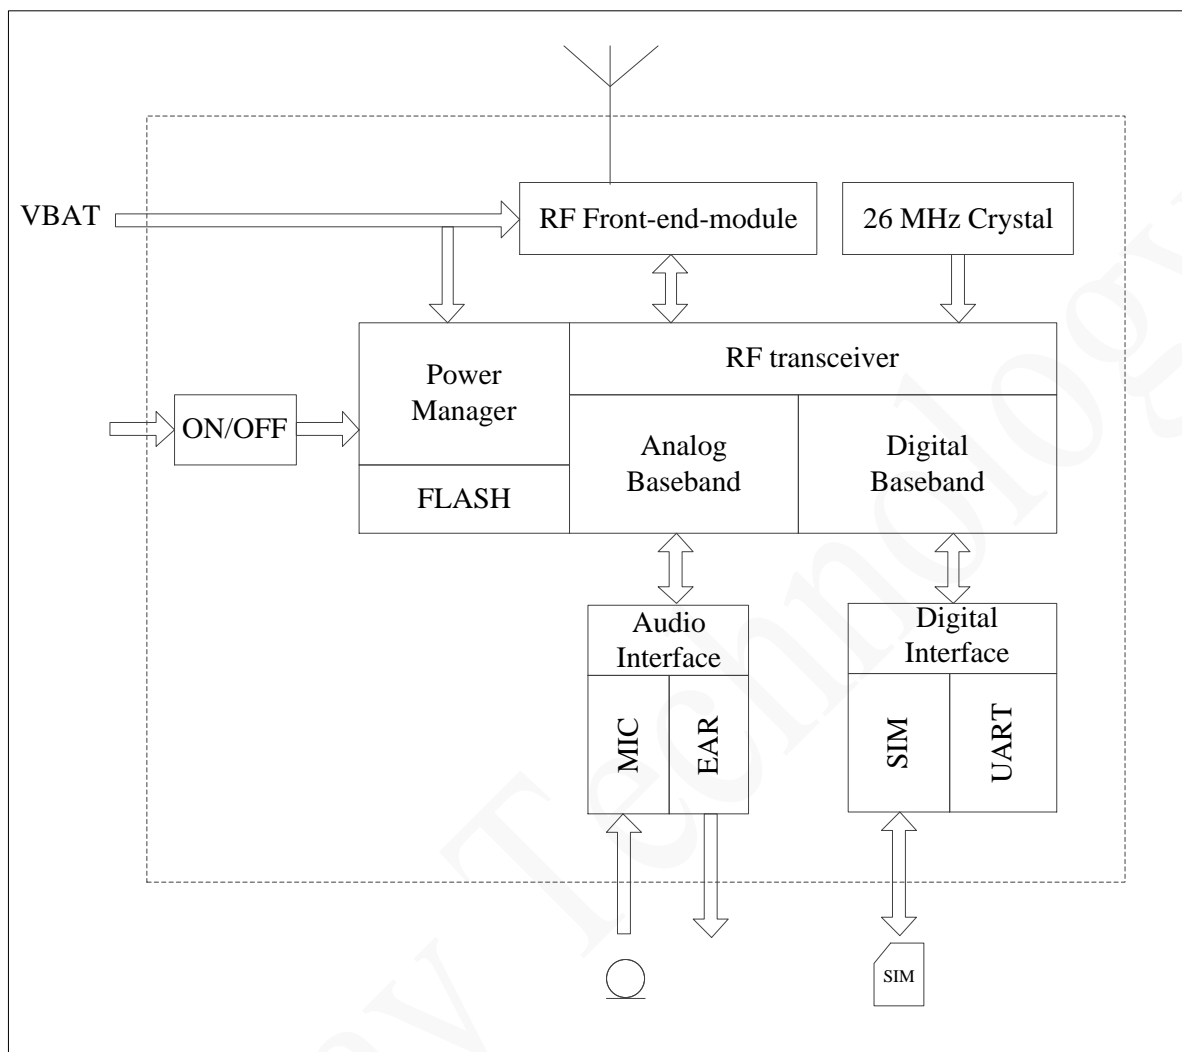 VBAT
RF Front-end-module
26 MHz Crystal
Power
Manager
RF transceiver
ON/OFF
Analog
Baseband
Digital
Baseband
FLASH
Audio
Interface
Digital
Interface
MIC
EAR
SIM
UART
SIM
Technology